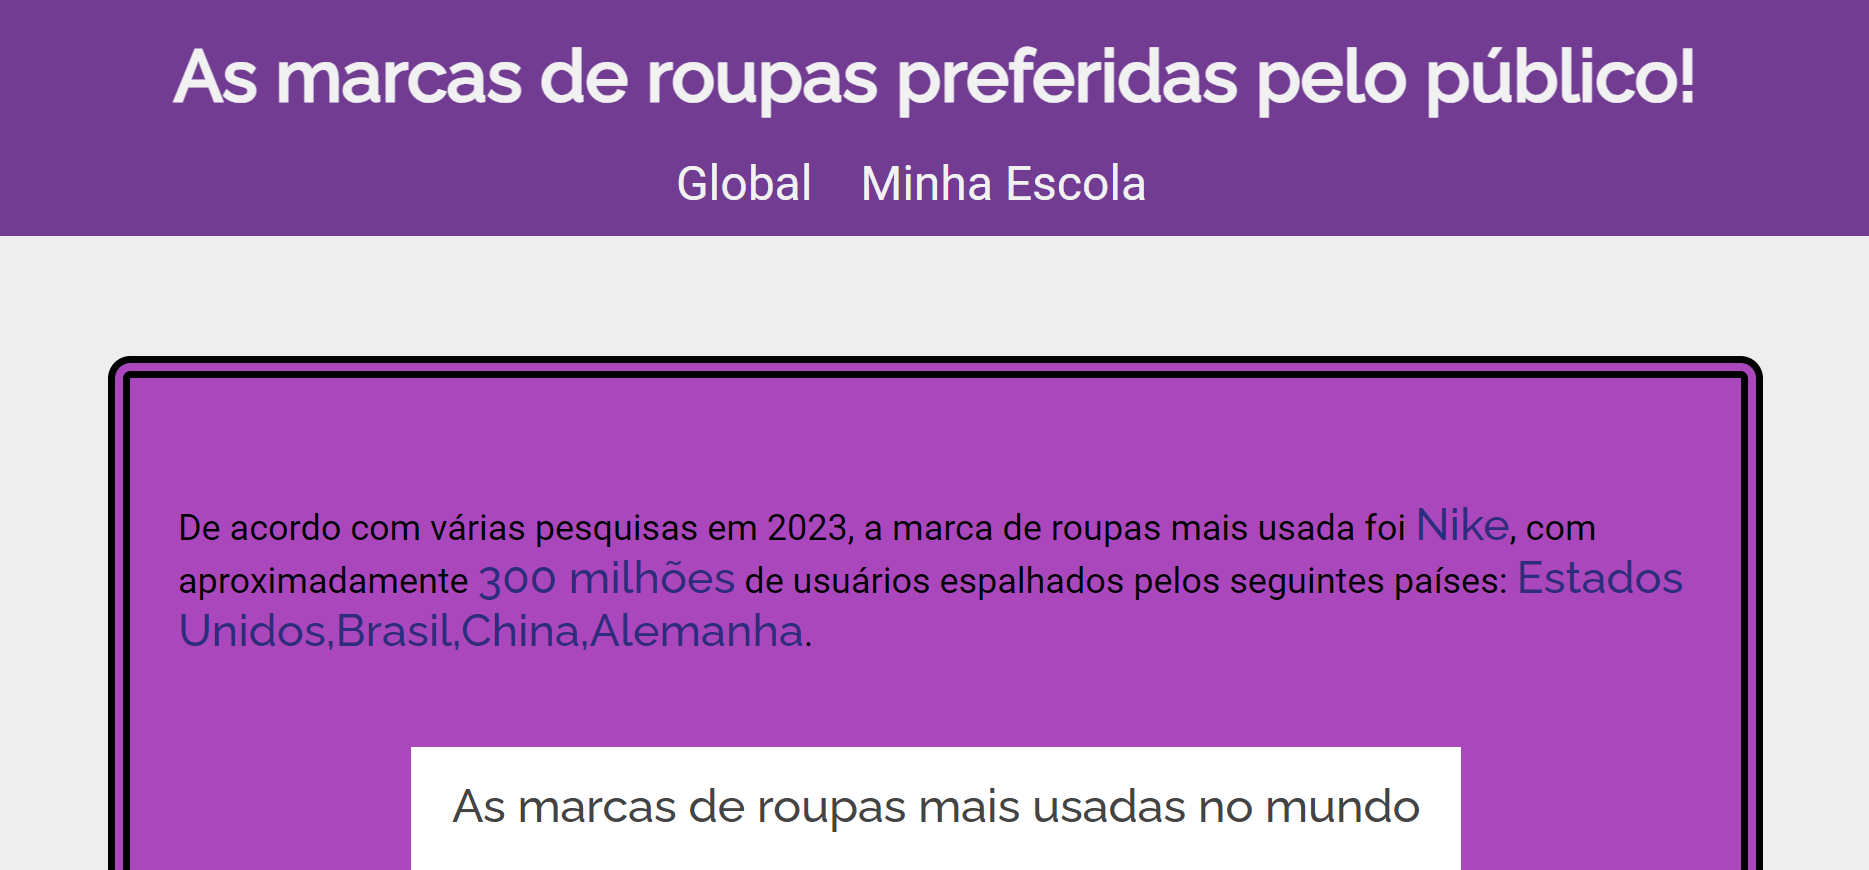 As marcas de roupas preferidas pelo público!
Global Minha Escola
De acordo com várias pesquisas em 2023, a marca de roupas mais usada foi Nike, com
aproximadamente 300 milhões de usuários espalhados pelos seguintes países: Estados
Unidos,Brasil,China,Alemanha.
As marcas de roupas mais usadas no mundo